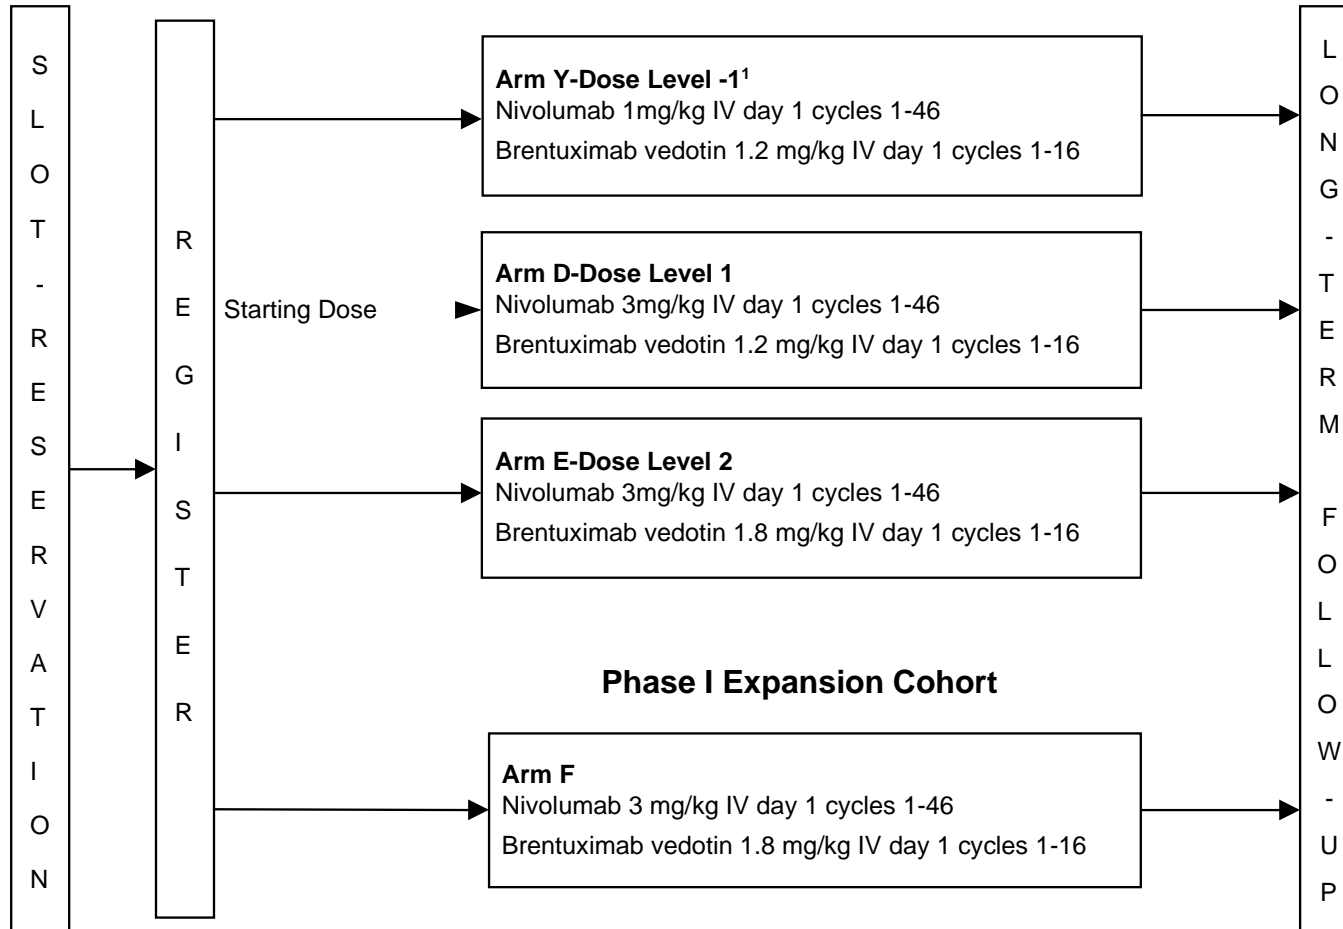 SLOT-RESERVATION
REGISTER
Arm Y-Dose Level -1¹
Nivolumab 1mg/kg IV day 1 cycles 1-46
Brentuximab vedotin 1.2 mg/kg IV day 1 cycles 1-16
Starting Dose
Arm D-Dose Level 1
Nivolumab 3mg/kg IV day 1 cycles 1-46
Brentuximab vedotin 1.2 mg/kg IV day 1 cycles 1-16
Arm E-Dose Level 2
Nivolumab 3mg/kg IV day 1 cycles 1-46
Brentuximab vedotin 1.8 mg/kg IV day 1 cycles 1-16
Phase I Expansion Cohort
Arm F
Nivolumab 3 mg/kg IV day 1 cycles 1-46
Brentuximab vedotin 1.8 mg/kg IV day 1 cycles 1-16
LONG-TERM FOLLOW-UP